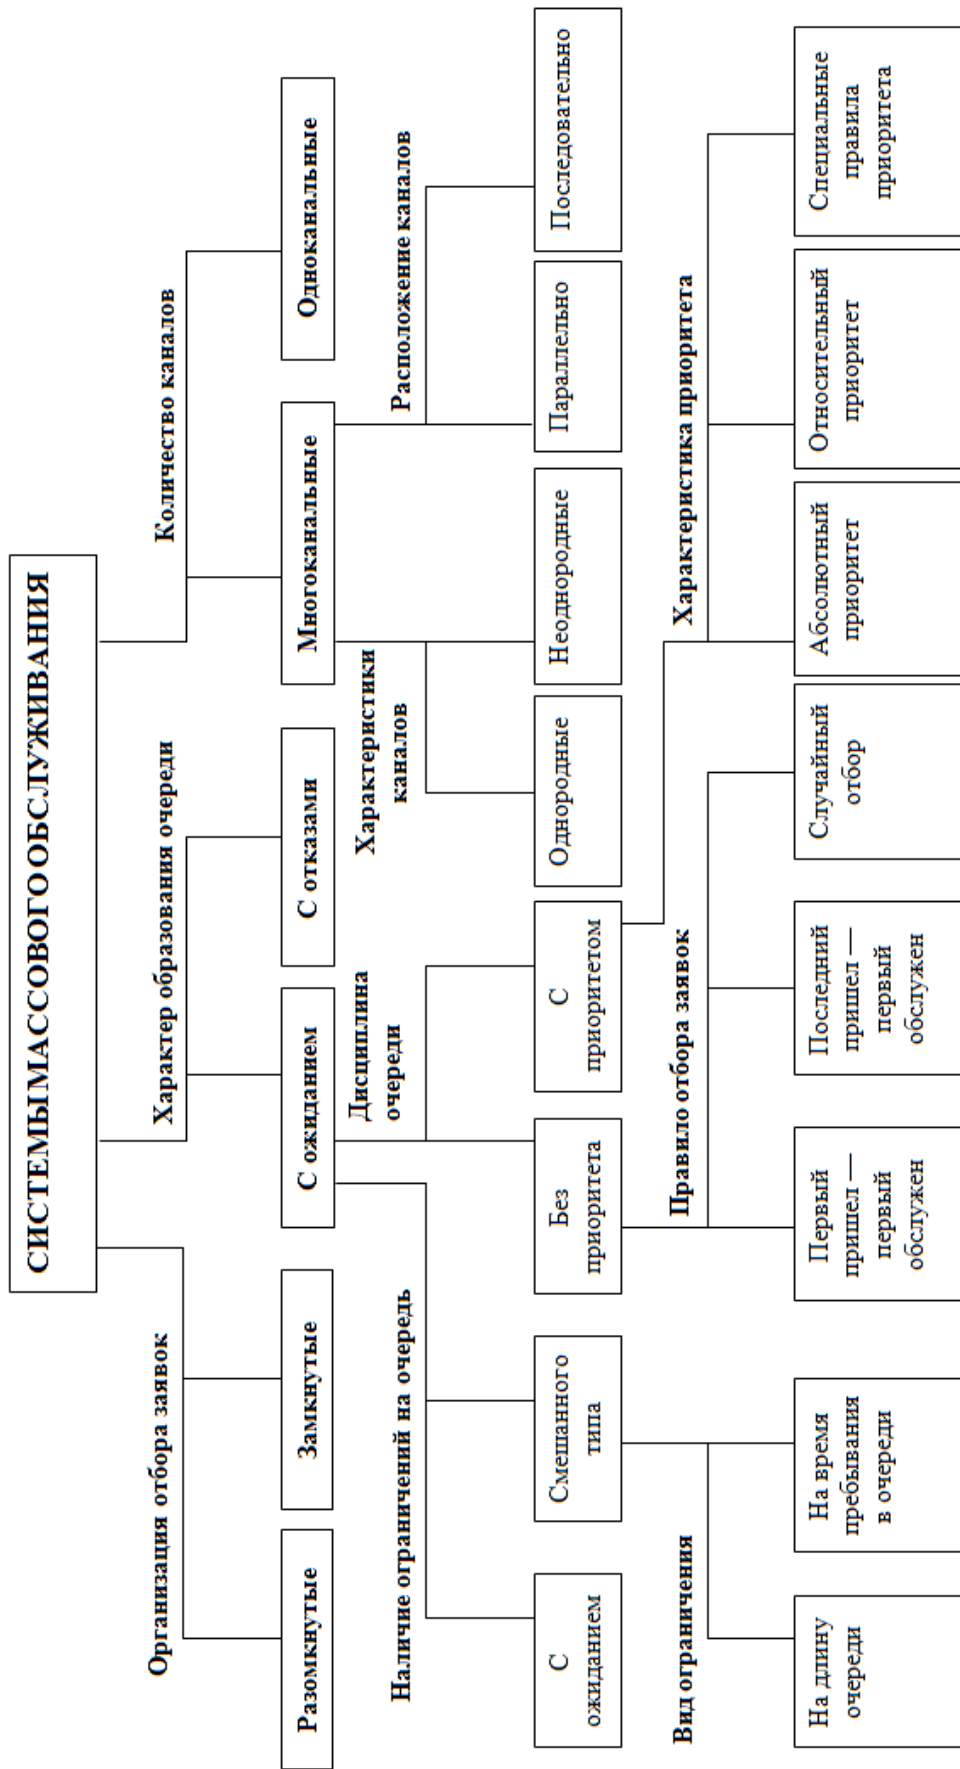 СИСТЕМЫ МАССОВОГО ОБСЛУЖИВАНИЯ
Организация отбора заявок
Характер образования очереди
Количество каналов
Разомкнутые
Замкнутые
С ожиданием
С отказами
Многоканальные
Одноканальные
Наличие ограничений на очередь
Дисциплина
очереди
Характеристики
каналов
Расположение каналов
С
ожиданием
Смешанного
типа
Без
приоритета
С
приоритетом
Однородные
Неоднородные
Параллельно
Последовательно
Вид ограничения
Правило отбора заявок
Характеристика приоритета
На длину
очереди
На время
пребывания
в очереди
Первый
пришел —
первый
обслужен
Последний
пришел —
первый
обслужен
Случайный
отбор
Абсолютный
приоритет
Относительный
приоритет
Специальные
правила
приоритета